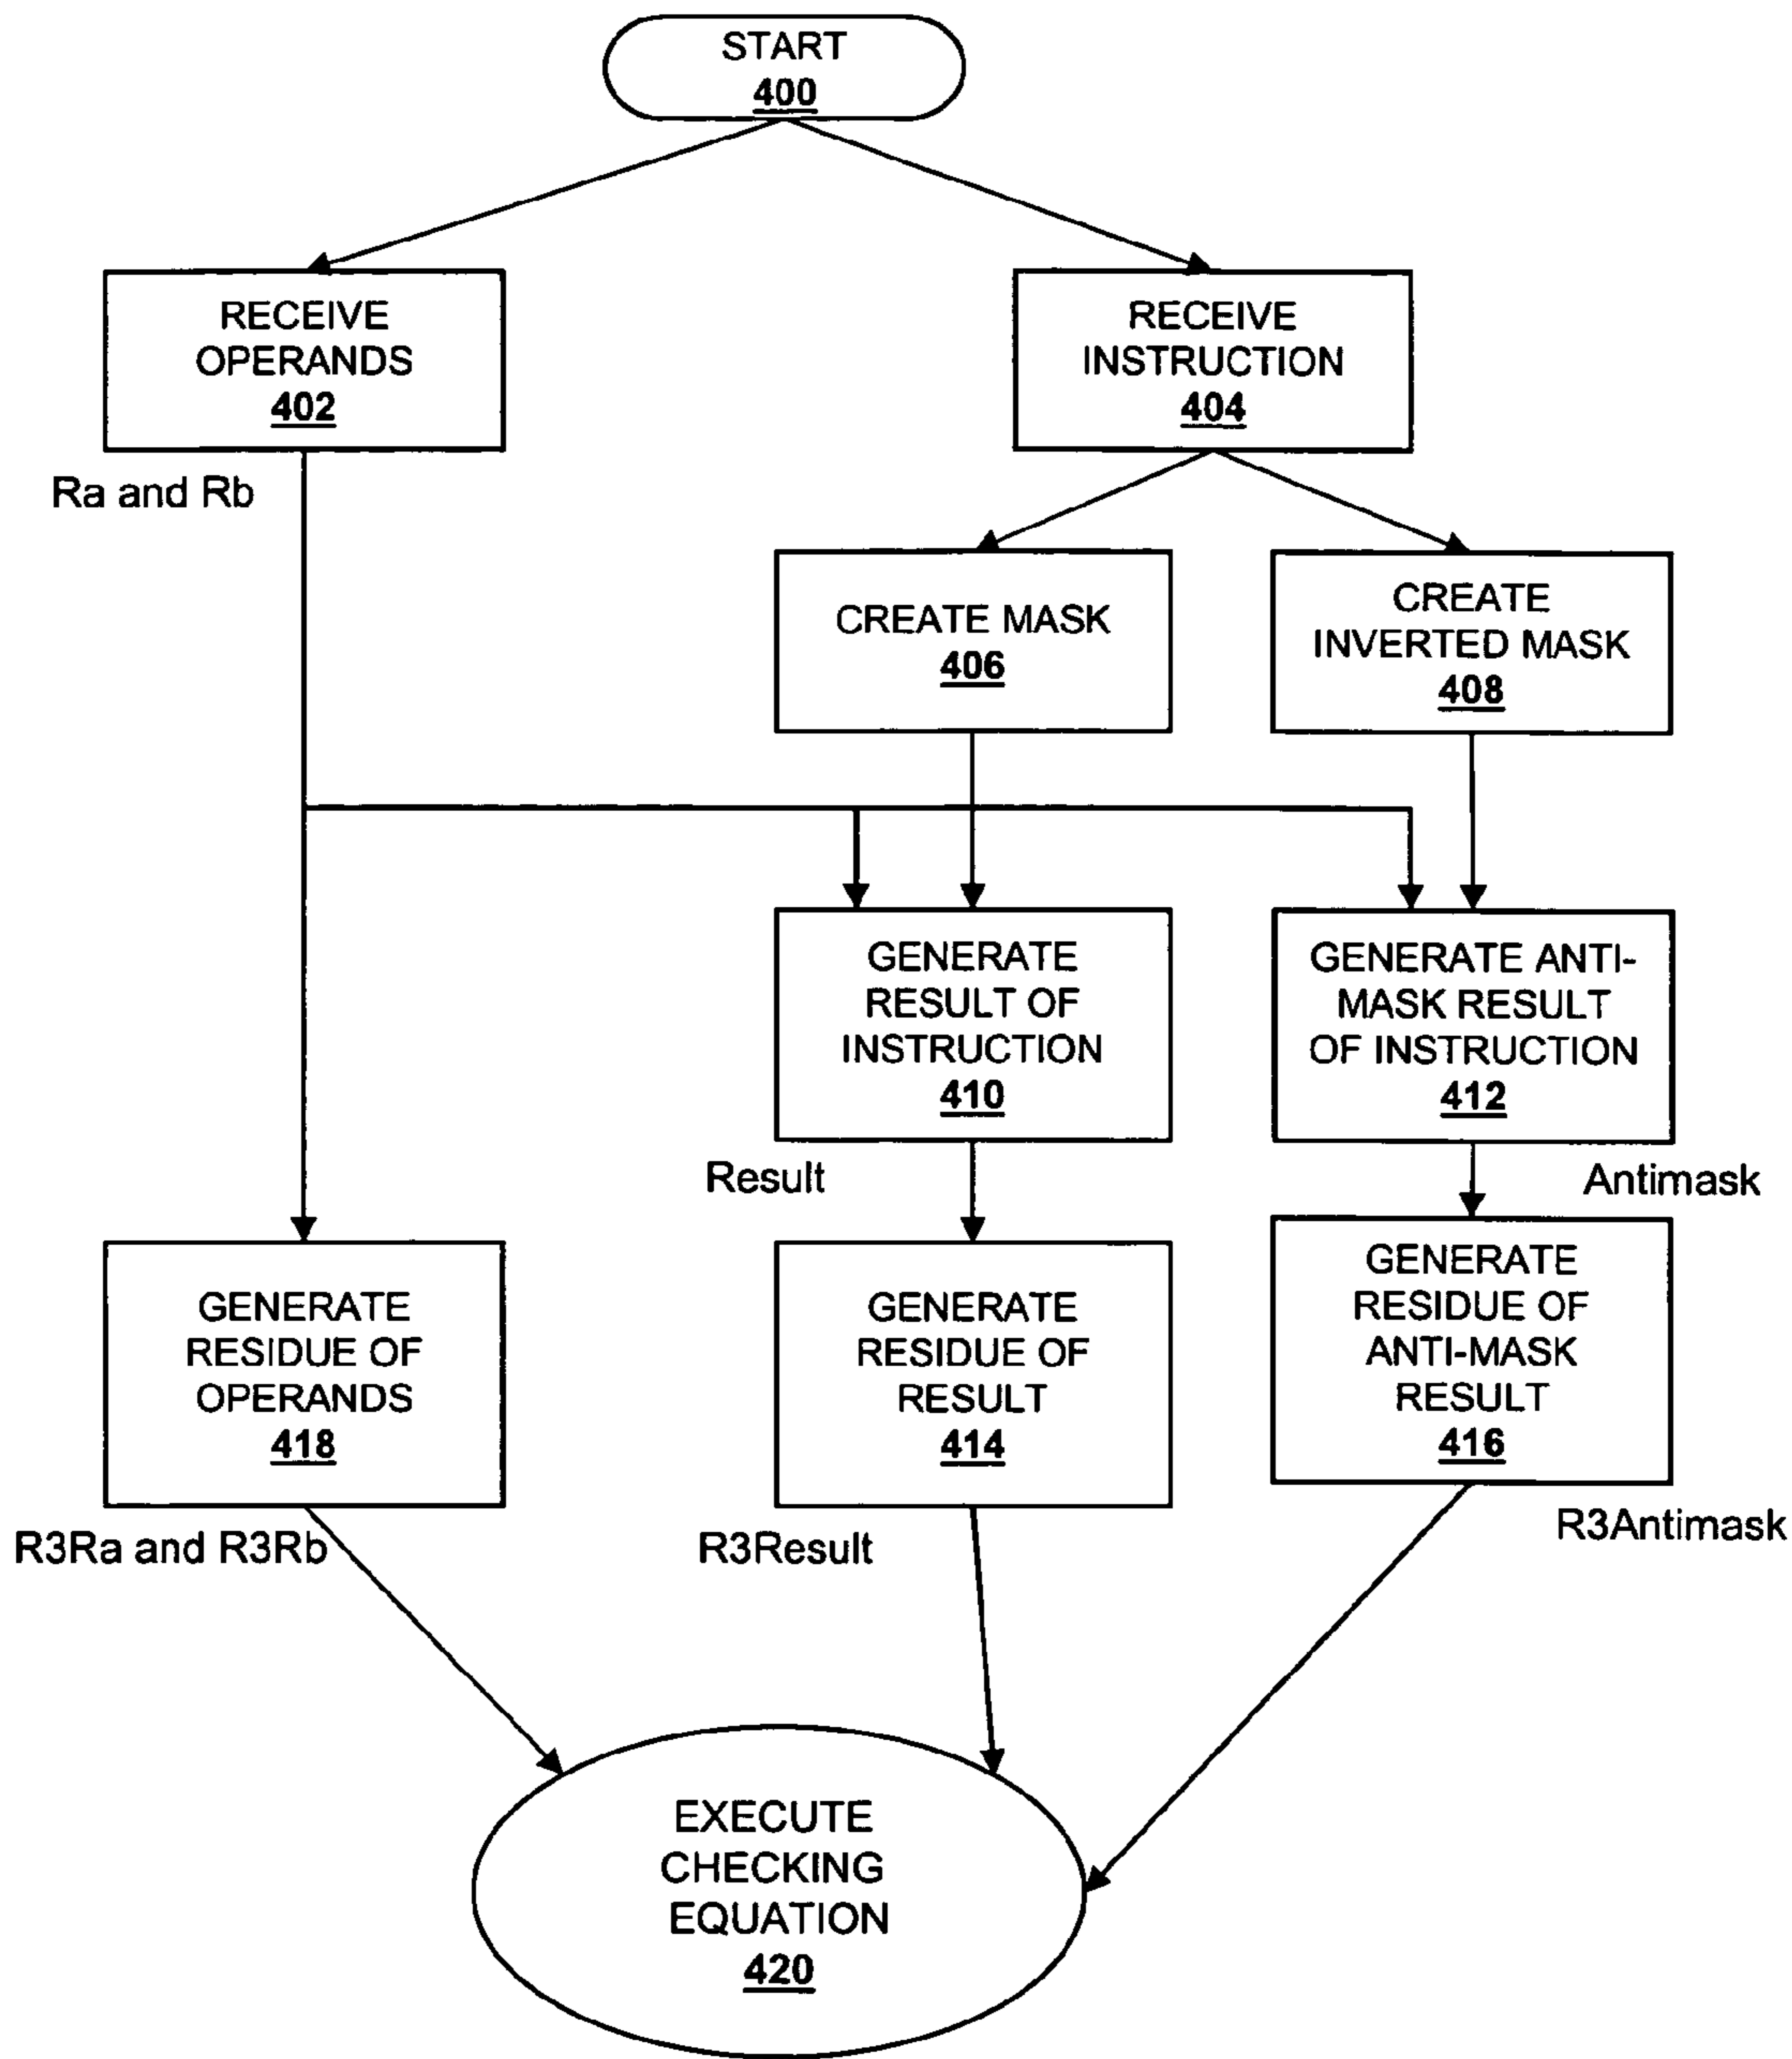 START
400
RECEIVE
OPERANDS
402
RECEIVE
INSTRUCTION
404
Ra and Rb
CREATE MASK
406
CREATE
INVERTED MASK
408
GENERATE
RESULT OF
INSTRUCTION
410
GENERATE ANTI-
MASK RESULT
OF INSTRUCTION
412
Result
Antimask
GENERATE
RESIDUE OF
OPERANDS
418
GENERATE
RESIDUE OF
RESULT
414
GENERATE
RESIDUE OF
ANTI-MASK
RESULT
416
R3Ra and R3Rb
R3Result
R3Antimask
EXECUTE
CHECKING
EQUATION
420